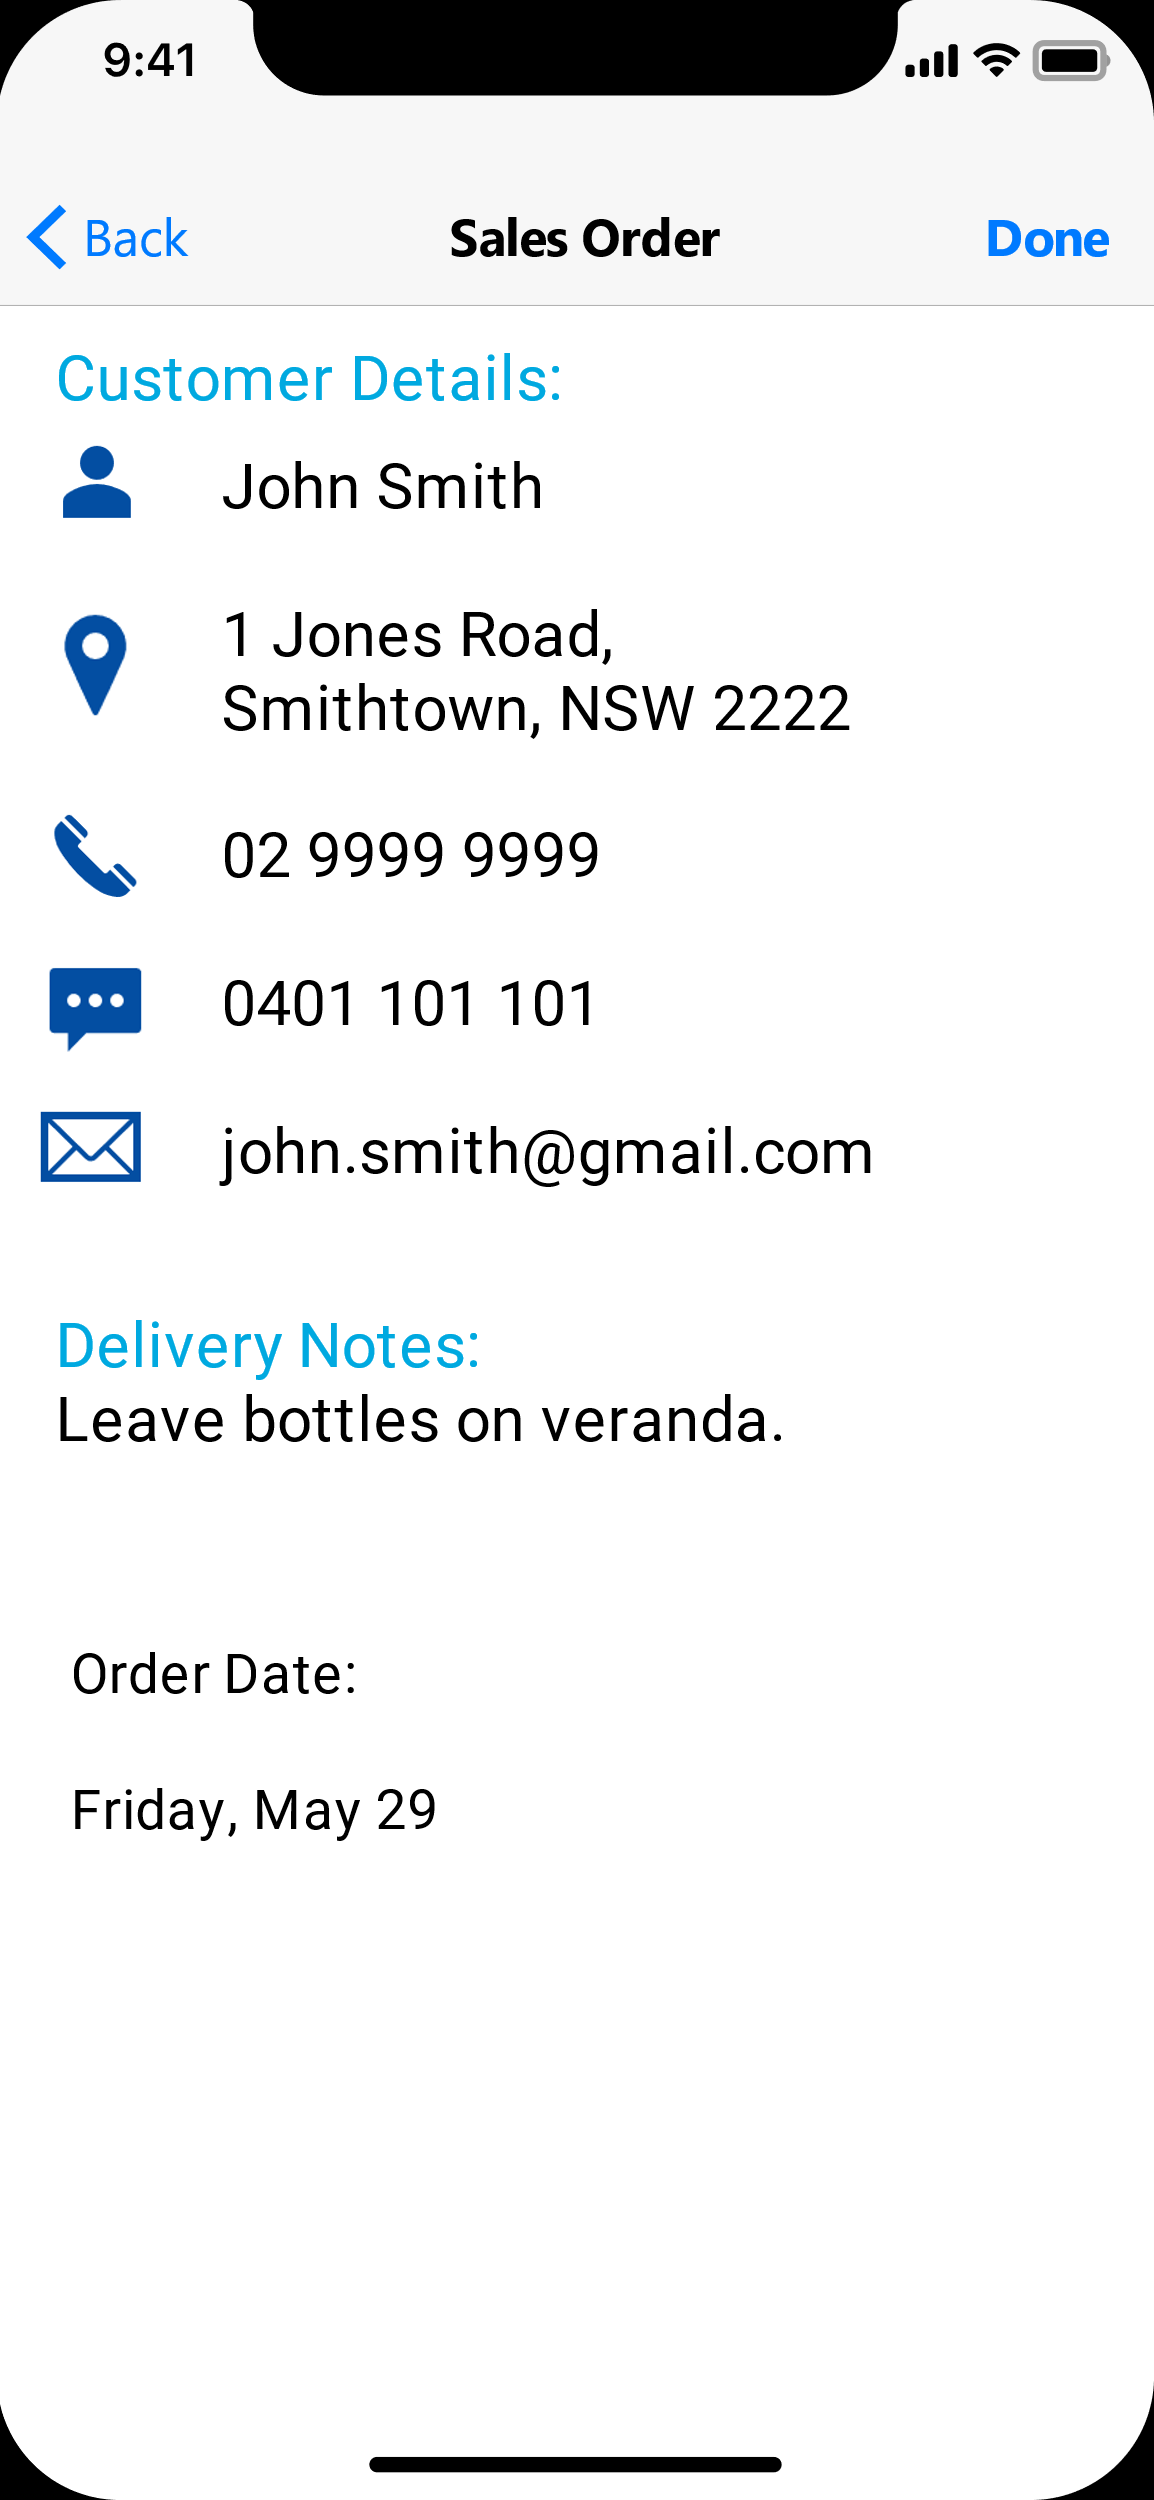 9:41
Back
Sales Order
Done
Customer Details:
John Smith
1 Jones Road,
Smithtown, NSW 2222
02 9999 9999
0401 101 101
john.smith@gmail.com
Delivery Notes:
Leave bottles on veranda.
Order Date:
Friday, May 29